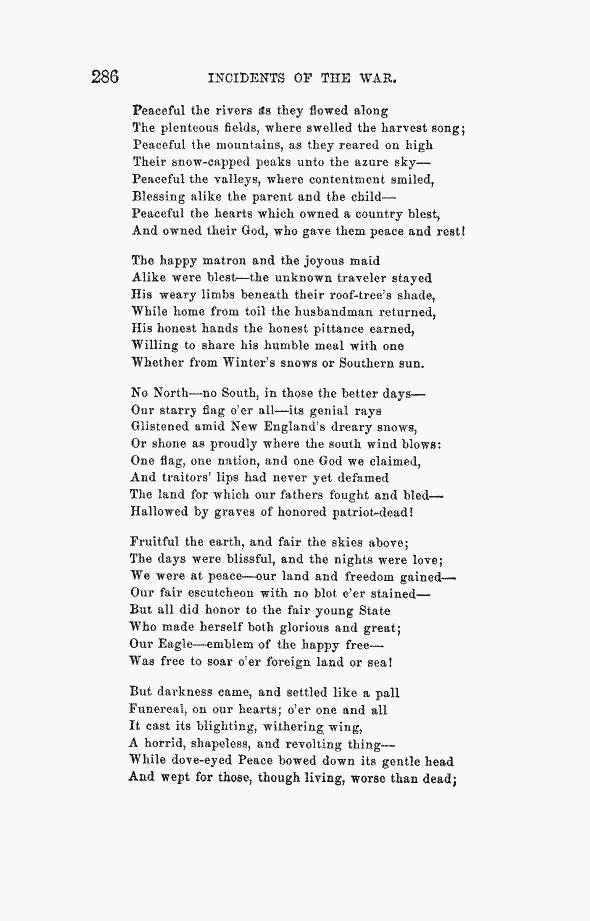 286 INCIDENTS OF THE WAR.
Peaceful the rivers as they flowed along
The plenteous fields, where swelled the harvest song;
Peaceful the mountains, as they reared on high
Their snow-capped peaks unto the azure sky—
Peaceful the valleys, where contentment smiled,
Blessing alike the parent and the child—
Peaceful the hearts which owned a country blest,
And owned their God, who gave them peace and rest!
The happy matron and the joyous maid
Alike were blest—the unknown traveler stayed
His weary limbs beneath their roof-tree's shade,
While home from toil the husbandman returned,
His honest hands the honest pittance earned,
Willing to share his humble meal with one
Whether from Winter's snows or Southern sun.
No North—no South, in those the better days—
Our starry flag o'er all—its genial rays
Glistened amid New England's dreary snows,
Or shone as proudly where the south wind blows:
One flag, one nation, and one God we claimed,
And traitors' lips had never yet defamed
The land for which our fathers fought and bled—
Hallowed by graves of honored patriot-dead!
Fruitful the earth, and fair the skies above;
The days were blissful, and the nights were love;
We were at peace—our land and freedom gained—
Our fair escutcheon with no blot e'er stained—
But all did honor to the fair young State
Who made herself both glorious and great;
Our Eagle—emblem of the happy free—
Was free to soar o'er foreign land or sea!
But darkness came, and settled like a pall
Funereal, on our hearts; o'er one and all
It cast its blighting, withering wing,
A horrid, shapeless, and revolting thing—
While dove-eyed Peace bowed down its gentle head
And wept for those, though living, worse than dead;